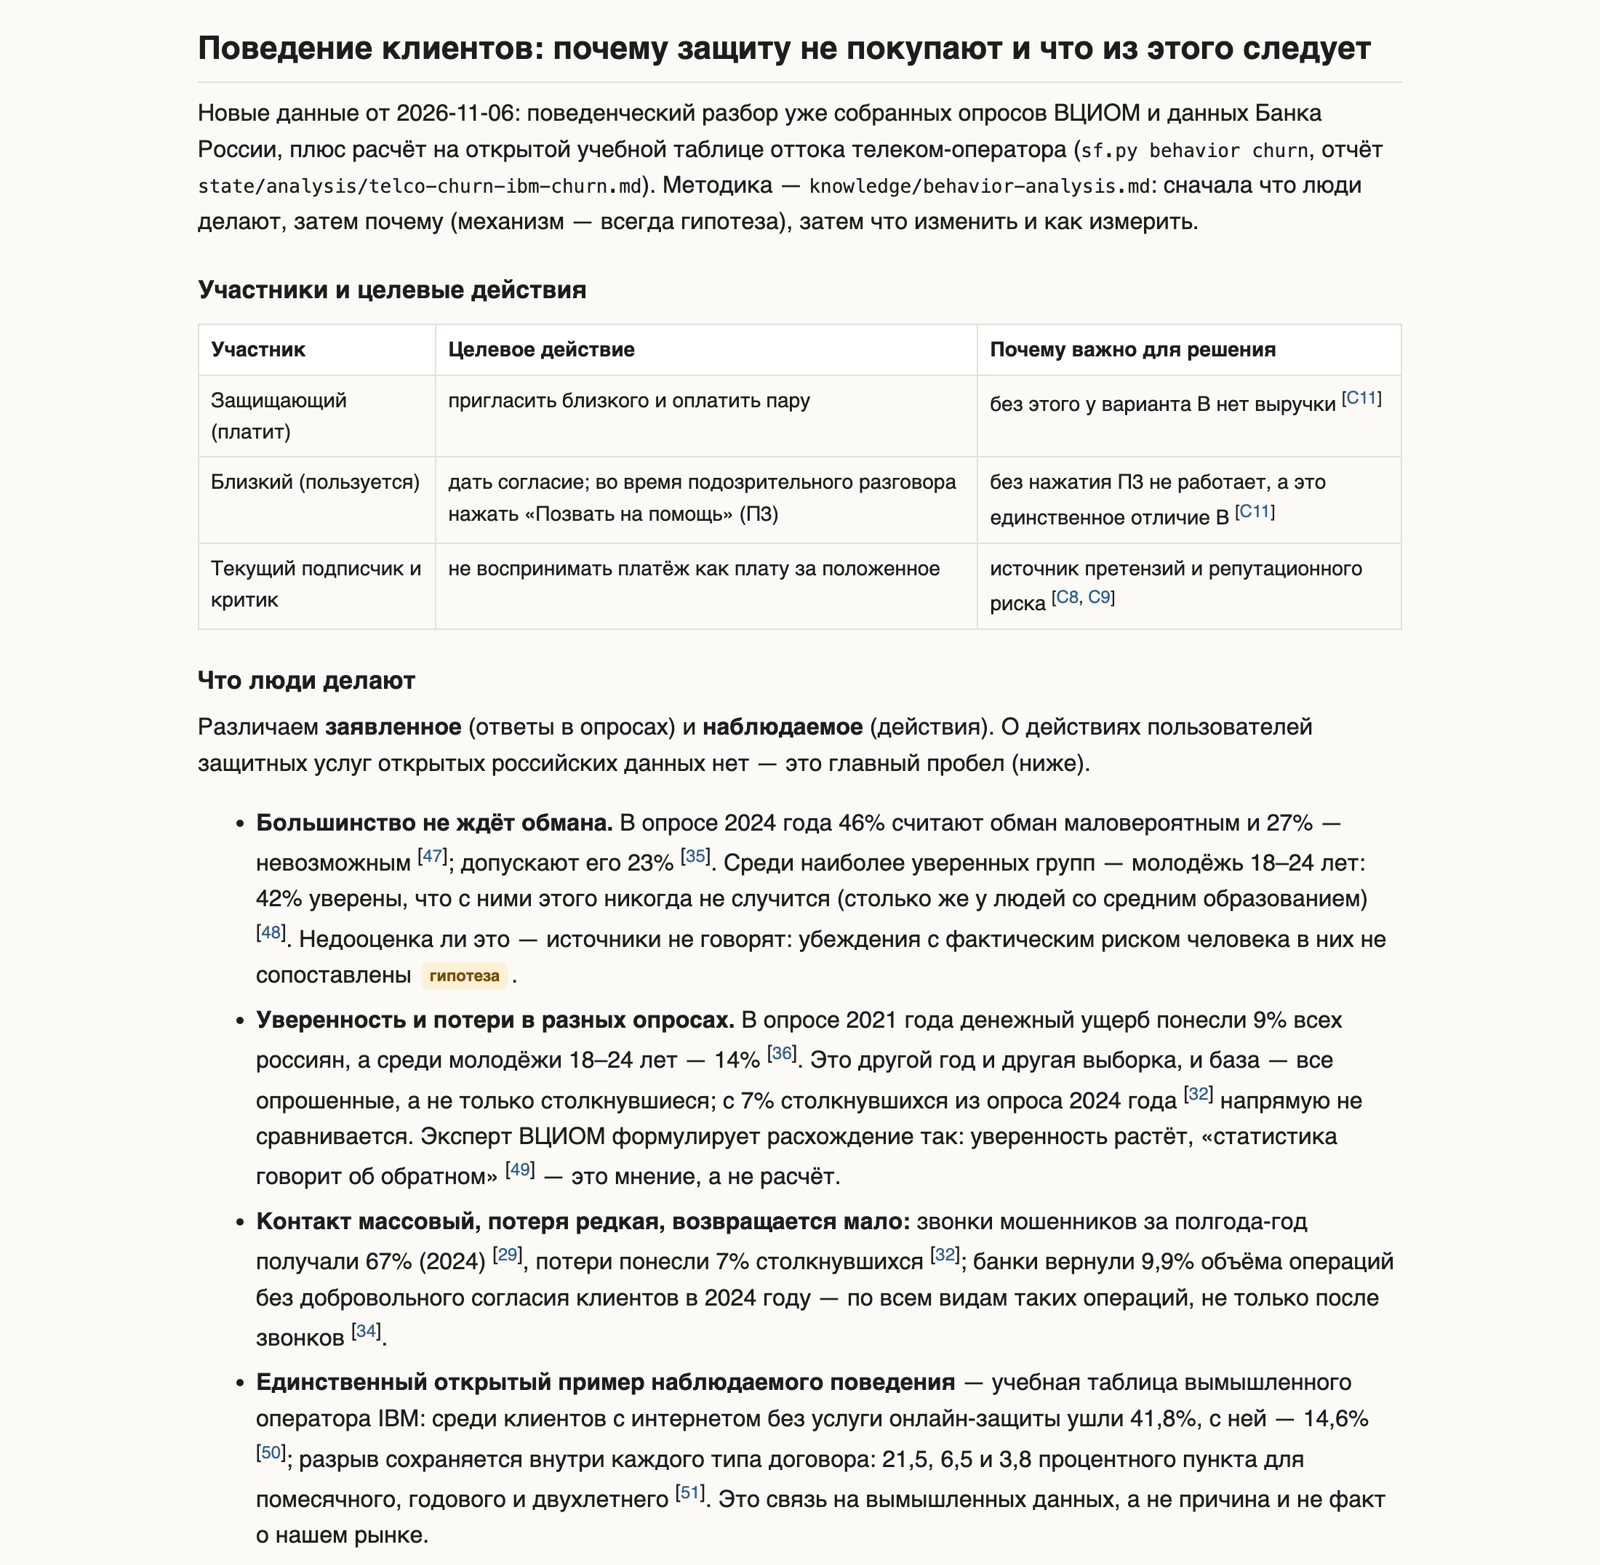 Поведение клиентов: почему защиту не покупают и что из этого следует
Новые данные от 2026-11-06: поведенческий разбор уже собранных опросов ВЦИОМ и данных Банка
России, плюс расчёт на открытой учебной таблице оттока телеком-оператора (sf.py behavior churn, отчёт
state/analysis/telco-churn-ibm-churn.md). Методика — knowledge/behavior-analysis.md: сначала что люди
делают, затем почему (механизм — всегда гипотеза), затем что изменить и как измерить.
Участники и целевые действия
Участник Целевое действие Почему важно для решения
Защищающий
(платит)
пригласить близкого и оплатить пару
без этого у варианта В нет выручки [C11]
Близкий (пользуется)
дать согласие; во время подозрительного разговора
нажать «Позвать на помощь» (ПЗ)
без нажатия ПЗ не работает, а это
единственное отличие В [C11]
Текущий подписчик и
критик
не воспринимать платёж как плату за положенное
источник претензий и репутационного
риска [C8, C9]
Что люди делают
Различаем заявленное (ответы в опросах) и наблюдаемое (действия). О действиях пользователей
защитных услуг открытых российских данных нет — это главный пробел (ниже).
• Большинство не ждёт обмана. В опросе 2024 года 46% считают обман маловероятным и 27% —
невозможным [47]; допускают его 23% [35]. Среди наиболее уверенных групп — молодёжь 18–24 лет:
42% уверены, что с ними этого никогда не случится (столько же у людей со средним образованием)
[48]. Недооценка ли это — источники не говорят: убеждения с фактическим риском человека в них не
сопоставлены гипотеза .
• Уверенность и потери в разных опросах. В опросе 2021 года денежный ущерб понесли 9% всех
россиян, а среди молодёжи 18–24 лет — 14% [36]. Это другой год и другая выборка, и база — все
опрошенные, а не только столкнувшиеся; с 7% столкнувшихся из опроса 2024 года [32] напрямую не
сравнивается. Эксперт ВЦИОМ формулирует расхождение так: уверенность растёт, «статистика
говорит об обратном» [49] — это мнение, а не расчёт.
• Контакт массовый, потеря редкая, возвращается мало: звонки мошенников за полгода-год
получали 67% (2024) [29], потери понесли 7% столкнувшихся [32]; банки вернули 9,9% объёма операций
без добровольного согласия клиентов в 2024 году — по всем видам таких операций, не только после
звонков [34].
• Единственный открытый пример наблюдаемого поведения — учебная таблица вымышленного
оператора IBM: среди клиентов с интернетом без услуги онлайн-защиты ушли 41,8%, с ней — 14,6%
[50]; разрыв сохраняется внутри каждого типа договора: 21,5, 6,5 и 3,8 процентного пункта для
помесячного, годового и двухлетнего [51]. Это связь на вымышленных данных, а не причина и не факт
о нашем рынке.